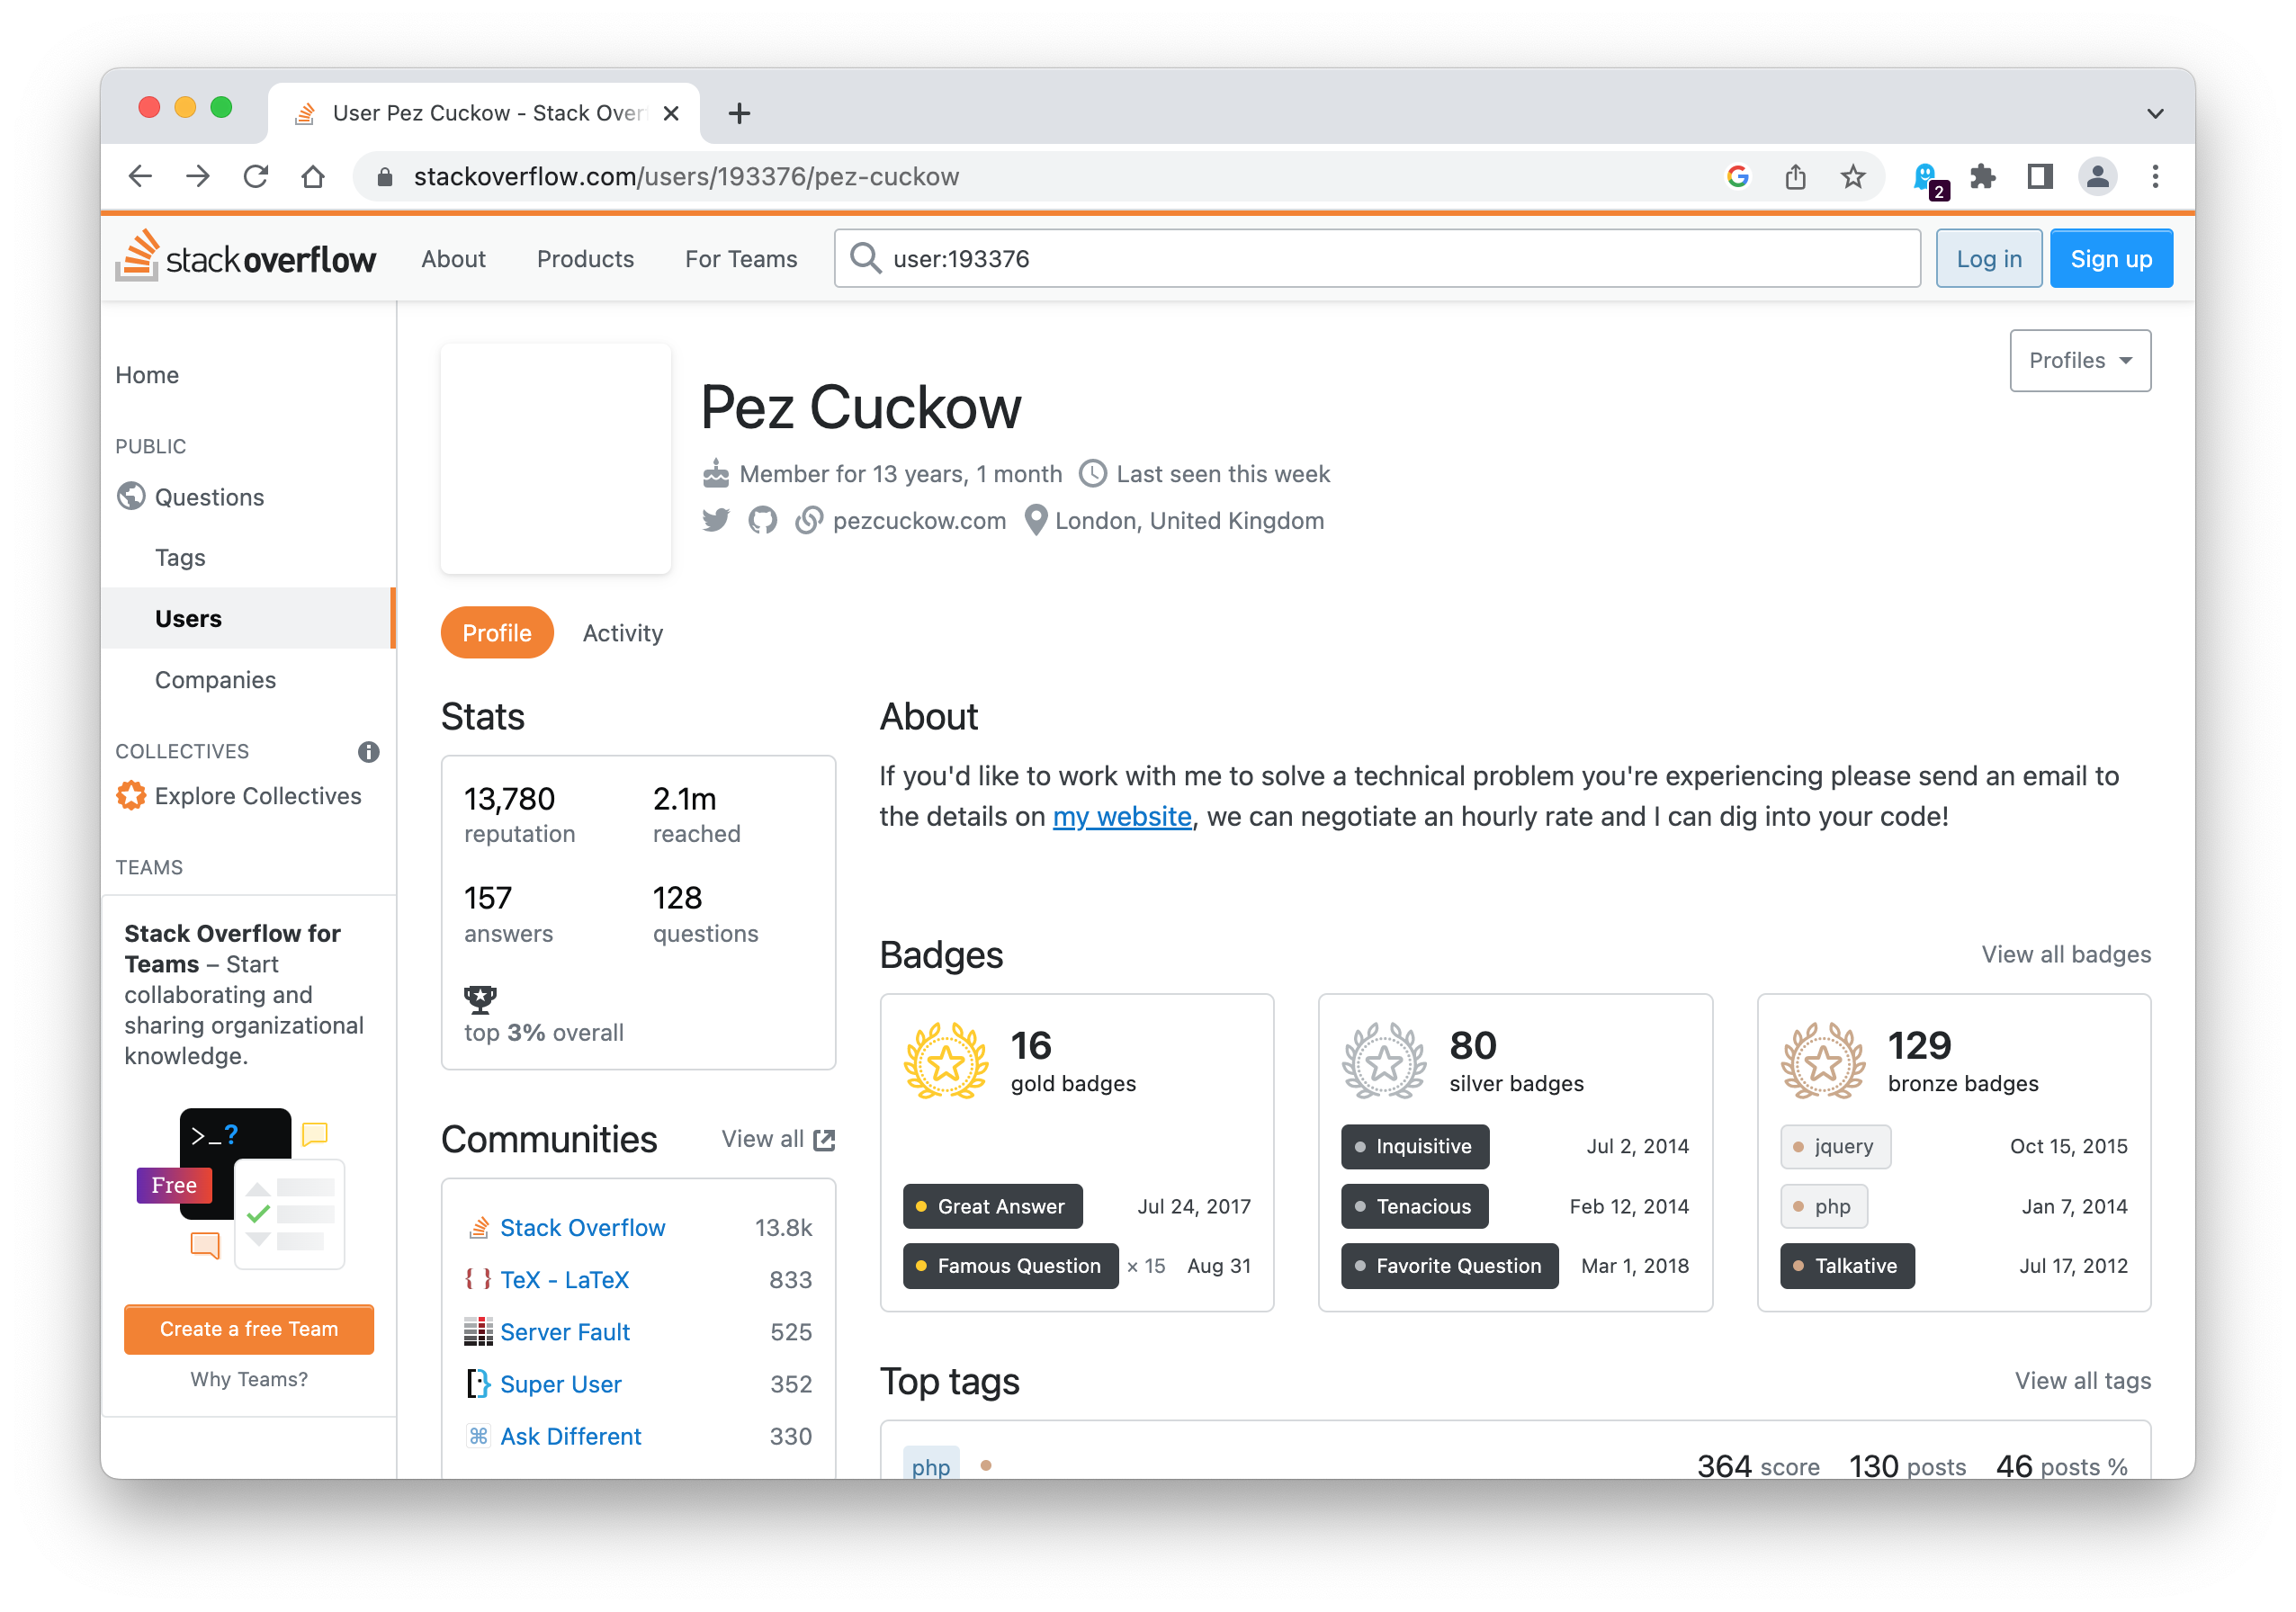 User Pez Cuckow - Stack Over
stackoverflow.com/users/193376/pez-cuckow
2
stackoverflow
About
Products
For Teams
user:193376
Log in
Sign up
Home
PUBLIC
Questions
Tags
Users
Companies
COLLECTIVES
Explore Collectives
TEAMS
Stack Overflow for
Teams – Start
collaborating and
sharing organizational
knowledge.
>_?
Free
Create a free Team
Why Teams?
Profiles
Pez Cuckow
Member for 13 years, 1 month
Last seen this week
pezcuckow.com
London, United Kingdom
Profile
Activity
Stats
13,780
reputation
2.1m
reached
157
answers
128
questions
top 3% overall
Communities
View all
Stack Overflow 13.8k
TeX - LaTeX 833
Server Fault 525
Super User 352
Ask Different 330
About
If you'd like to work with me to solve a technical problem you're experiencing please send an email to
the details on my website, we can negotiate an hourly rate and I can dig into your code!
Badges
View all badges
16
gold badges
Great Answer Jul 24, 2017
Famous Question × 15 Aug 31
80
silver badges
Inquisitive Jul 2, 2014
Tenacious Feb 12, 2014
Favorite Question Mar 1, 2018
129
bronze badges
jquery Oct 15, 2015
php Jan 7, 2014
Talkative Jul 17, 2012
Top tags
View all tags
php 364 score 130 posts 46 posts %